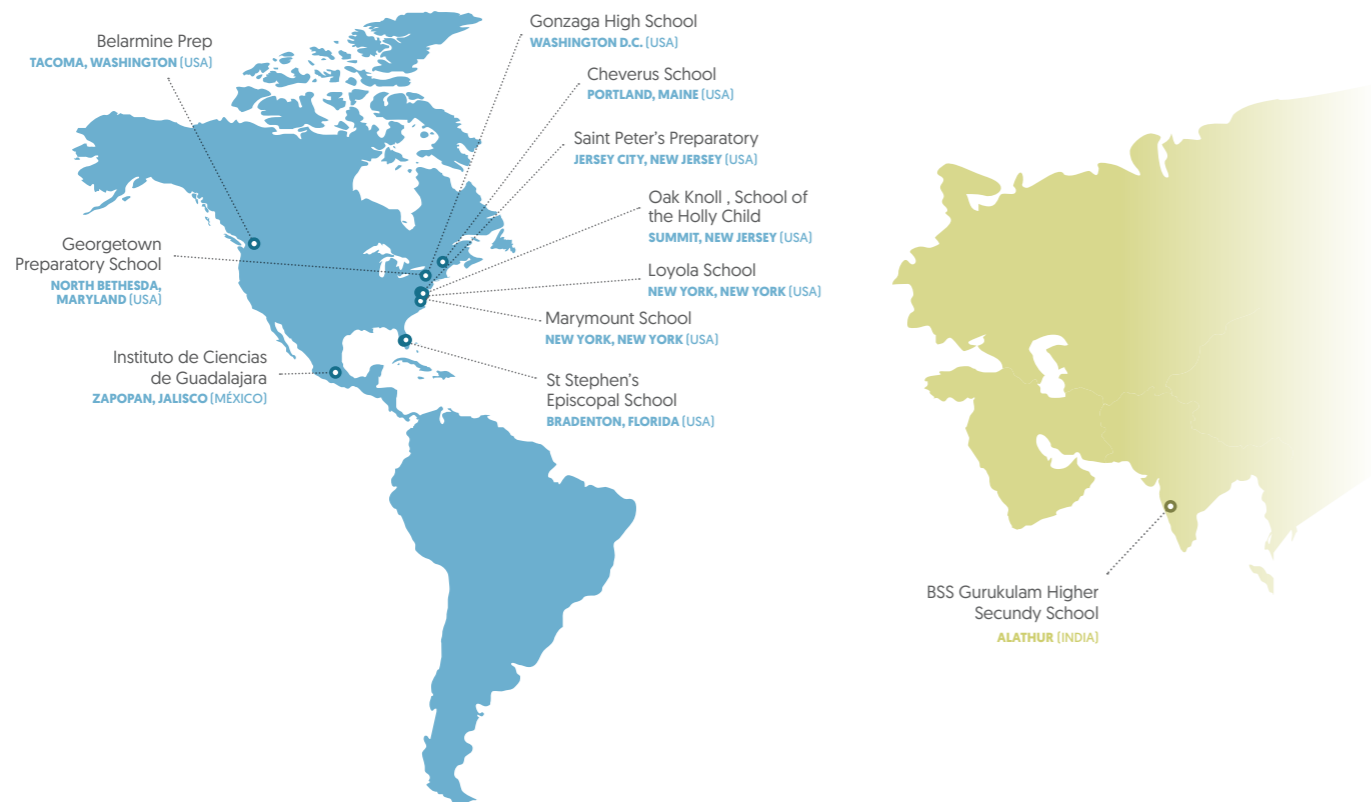 Belarmine Prep
TACOMA, WASHINGTON (USA)
Georgetown
Preparatory School
NORTH BETHESDA,
MARYLAND (USA)
Instituto de Ciencias
de Guadalajara
ZAPOPAN, JALISCO (MÉXICO)
Gonzaga High School
WASHINGTON D.C. (USA)
Cheverus School
PORTLAND, MAINE (USA)
Saint Peter's Preparatory
JERSEY CITY, NEW JERSEY (USA)
Oak Knoll , School of
the Holly Child
SUMMIT, NEW JERSEY (USA)
Loyola School
NEW YORK, NEW YORK (USA)
Marymount School
NEW YORK, NEW YORK (USA)
St Stephen's
Episcopal School
BRADENTON, FLORIDA (USA)
BSS Gurukulam Higher
Secundy School
ALATHUR (INDIA)